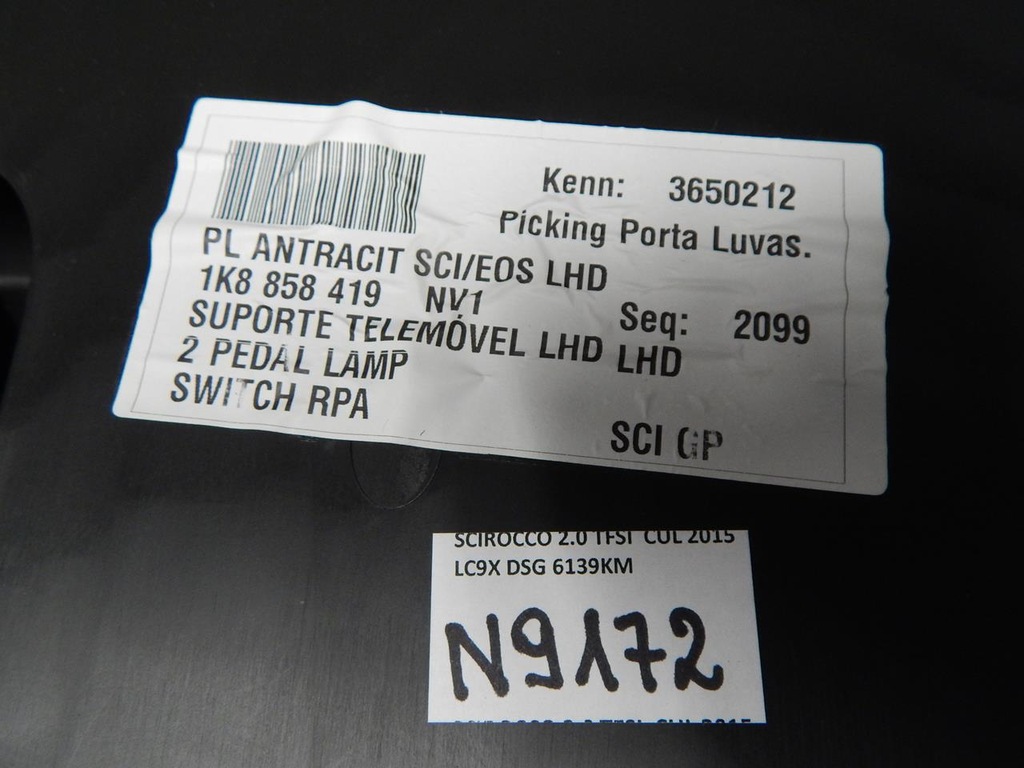 Kenn: 3650212
Picking Porta Luvas.
PL ANTRACIT SCI/EOS LHD
1K8 858 419 NV1
Seq: 2099
SUPORTE TELEMÓVEL LHD LHD
2 PEDAL LAMP
SWITCH RPA
SCI GP
SCIROCCO 2.0 TFSI CUL 2015
LC9X DSG 6139KM
N9172